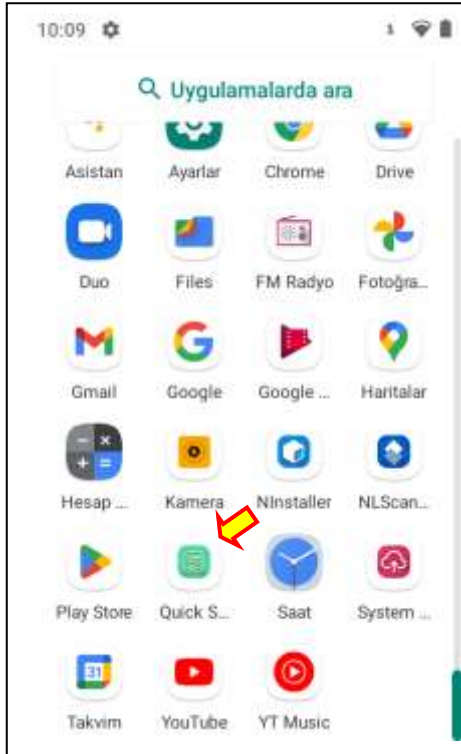 10:09
1
Uygulamalarda ara
Asistan Ayarlar Chrome Drive
Duo Files FM Radyo Fotoğra...
Gmail Google Google ... Haritalar
Hesap ... Kamera NInstaller NLScan...
Play Store Quick S... Saat System ...
31
Takvim YouTube YT Music